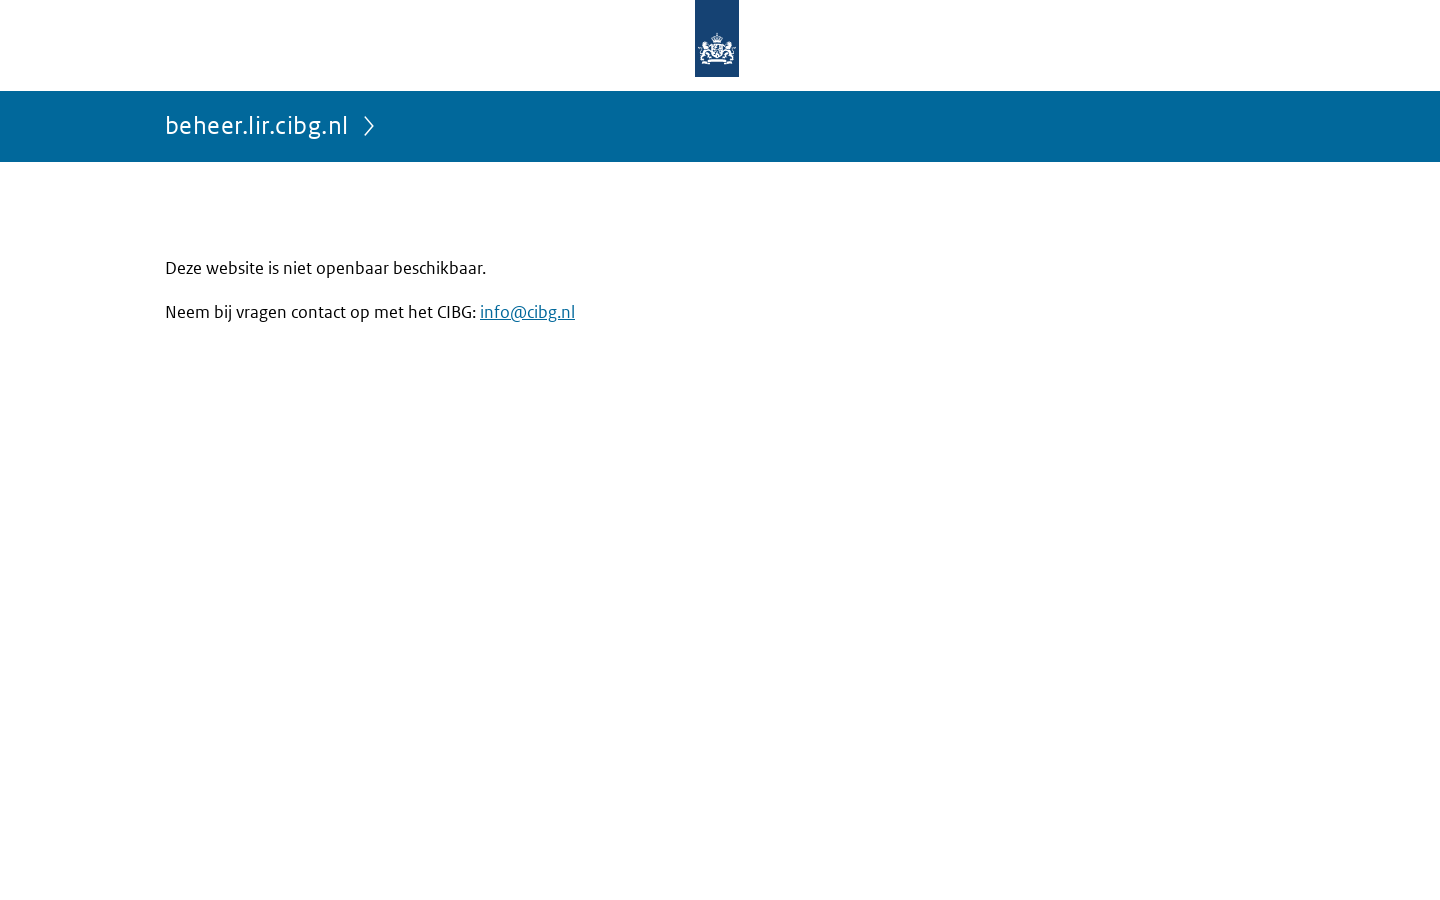 beheer.lir.cibg.nl
Deze website is niet openbaar beschikbaar.
Neem bij vragen contact op met het CIBG: info@cibg.nl